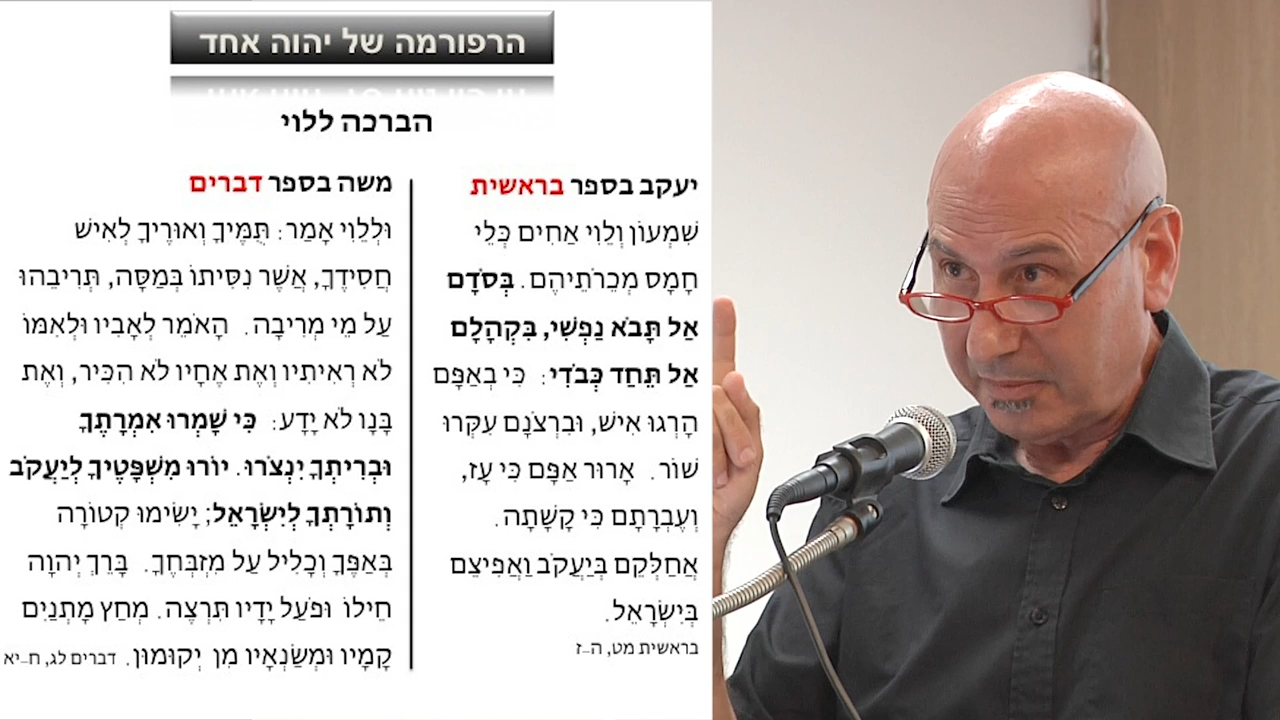 הרפורמה של יהוה אחד
הברכה ללוי
יעקב בספר בראשית
שִׁמְעוֹן וְלֵוִי אַחִים כְּלֵי
חָמָס מְכֵרֹתֵיהֶם. בְּסֹדָם
אַל תָּבֹא נַפְשִׁי, בִּקְהָלָם
אַל תֵּחַד כְּבֹדִי: כִּי בְאַפָּם
הָרְגוּ אִישׁ, וּבִרְצֹנָם עִקְּרוּ
שׁוֹר. אָרוּר אַפָּם כִּי עָז,
וְעֶבְרָתָם כִּי קָשָׁתָה.
אֲחַלְּקֵם בְּיַעֲקֹב וַאֲפִיצֵם
בְּיִשְׂרָאֵל.
בראשית מט, ה–ז
משה בספר דברים
וּלְלֵוִי אָמַר: תֻּמֶּיךָ וְאוּרֶיךָ לְאִישׁ
חֲסִידֶךָ, אֲשֶׁר נִסִּיתוֹ בְּמַסָּה, תְּרִיבֵהוּ
עַל מֵי מְרִיבָה. הָאֹמֵר לְאָבִיו וּלְאִמּוֹ
לֹא רְאִיתִיו וְאֶת אֶחָיו לֹא הִכִּיר, וְאֶת
בָּנָו לֹא יָדָע: כִּי שָׁמְרוּ אִמְרָתֶךָ
וּבְרִיתְךָ יִנְצֹרוּ. יוֹרוּ מִשְׁפָּטֶיךָ לְיַעֲקֹב
וְתוֹרָתְךָ לְיִשְׂרָאֵל; יָשִׂימוּ קְטוֹרָה
בְּאַפֶּךָ וְכָלִיל עַל מִזְבְּחֶךָ. בָּרֵךְ יְהוָה
חֵילוֹ וּפֹעַל יָדָיו תִּרְצֶה. מְחַץ מָתְנַיִם
קָמָיו וּמְשַׂנְאָיו מִן יְקוּמוּן. דברים לג, ח–יא